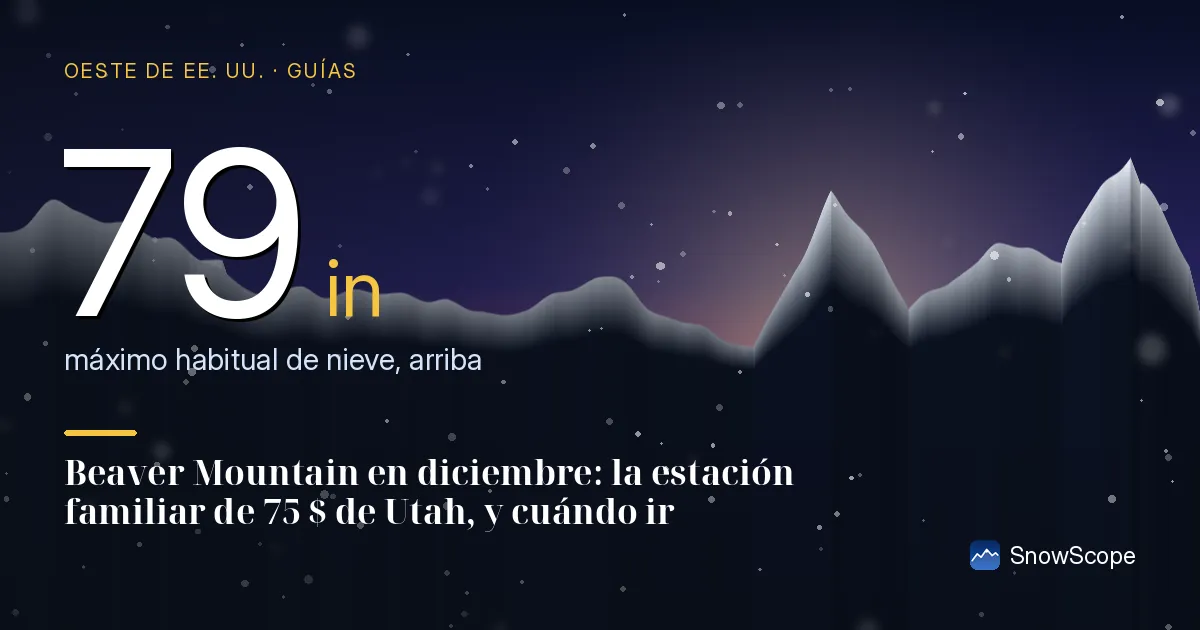 OESTE DE EE. UU. · GUÍAS
79 in
máximo habitual de nieve, arriba
Beaver Mountain en diciembre: la estación
familiar de 75 $ de Utah, y cuándo ir
SnowScope